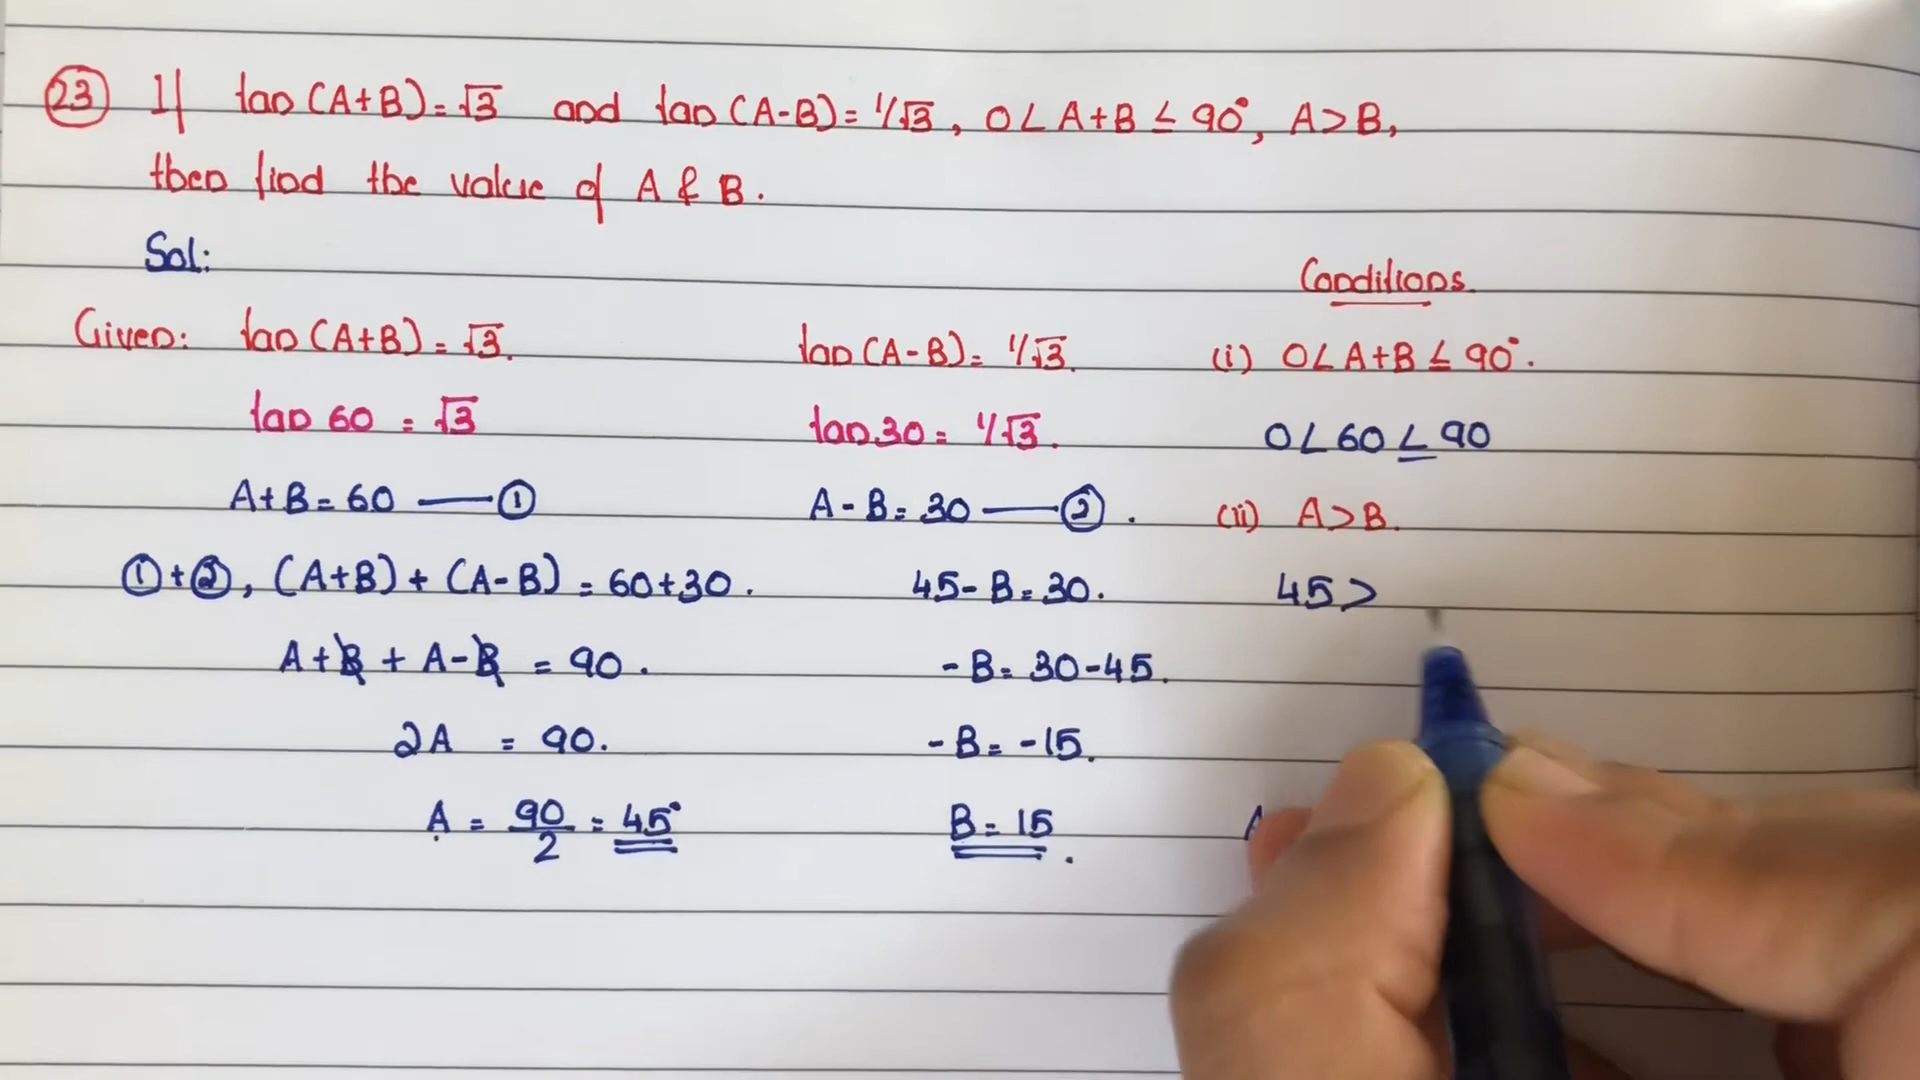 23 If tan (A+B) = √3 and tan (A-B) = 1/√3, 0 < A+B ≤ 90°, A > B,
then find the value of A & B.
Sol:
Conditions.
Given: tan (A+B) = √3. tan (A-B) = 1/√3. (i) 0 < A+B ≤ 90°.
tan 60 = √3 tan 30 = 1/√3. 0 < 60 ≤ 90
A+B = 60 —— ① A - B = 30 —— ② . (ii) A > B.
① + ②, (A+B) + (A-B) = 60+30. 45 - B = 30. 45 >
A + B + A - B = 90. -B = 30 - 45.
2A = 90. -B = -15.
A = 90/2 = 45° B = 15.